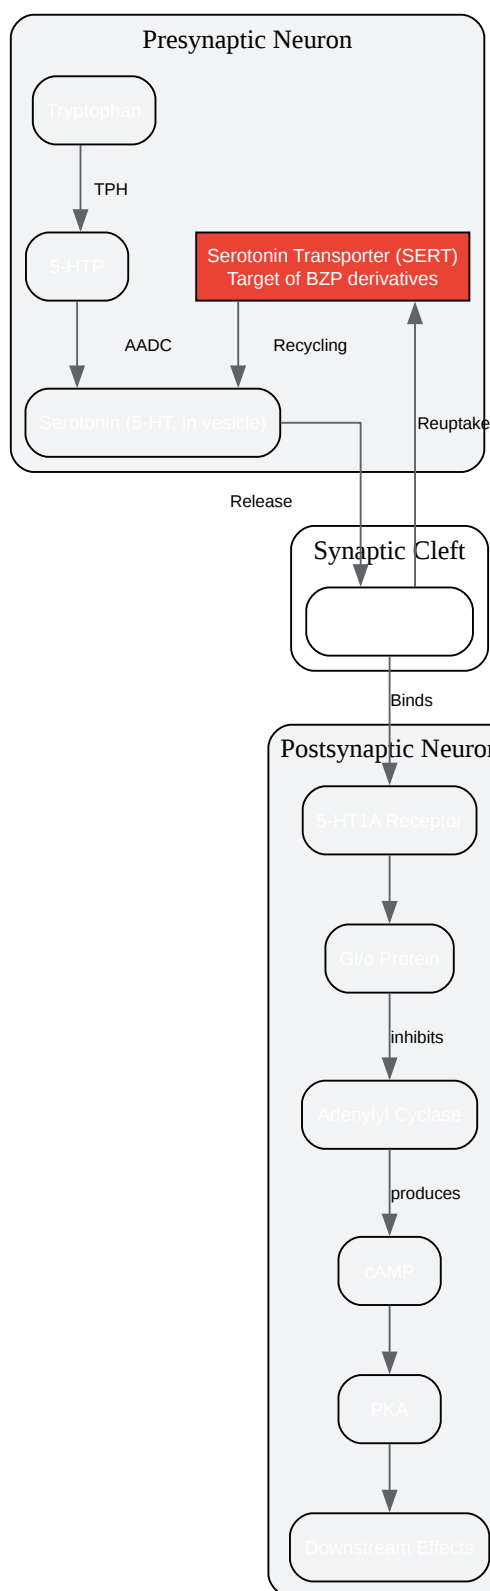 Presynaptic Neuron
Tryptophan
TPH
5-HTP
Serotonin Transporter (SERT)
Target of BZP derivatives
AADC
Recycling
Serotonin (5-HT, in vesicle)
Reuptake
Release
Synaptic Cleft
Binds
Postsynaptic Neuron
5-HT1A Receptor
Gi/o Protein
inhibits
Adenylyl Cyclase
produces
cAMP
PKA
Downstream Effects